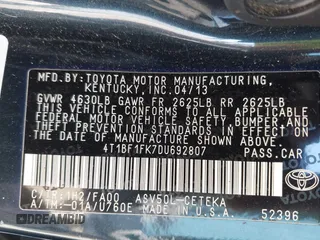 MFD.BY:TOYOTA MOTOR MANUFACTURING,
KENTUCKY,INC. 04/13
GVWR 4630LB GAWR FR 2625LB RR 2625LB
THIS VEHICLE CONFORMS TO ALL APPLICABLE
FEDERAL MOTOR VEHICLE SAFETY, BUMPER, AND
THEFT PREVENTION STANDARDS IN EFFECT ON
THE DATE OF MANUFACTURE SHOWN ABOVE.
4T1BF1FK7DU692807
PASS.CAR
C/TR:1H2/FA00 ASV50L-CETEKA
A/TM:-01A/U760E
TOYOTA
52396
DREAMBID